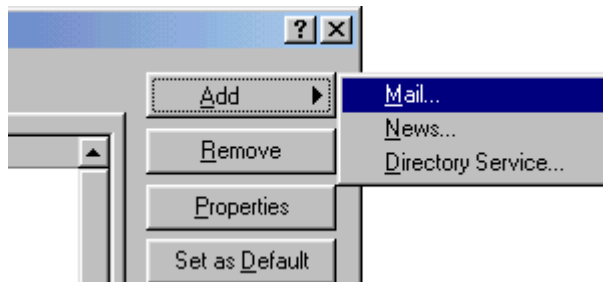 Add
Mail...
News...
Directory Service...
Remove
Properties
Set as Default